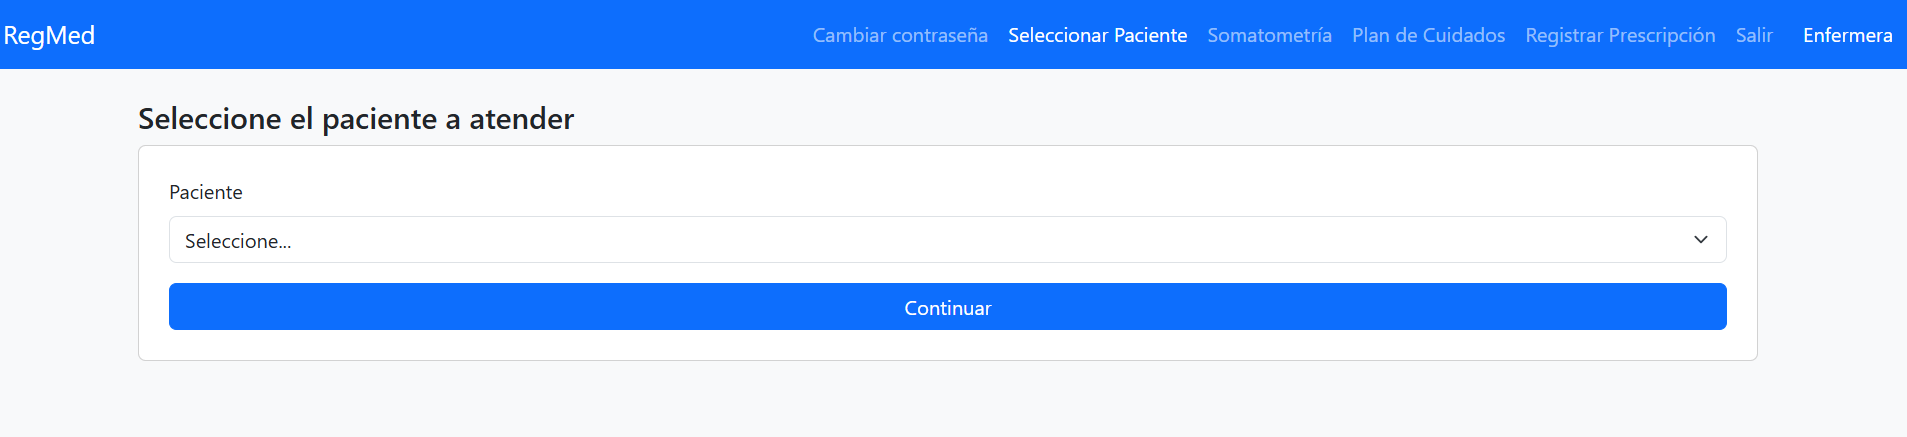 RegMed Cambiar contraseña Seleccionar Paciente Somatometría Plan de Cuidados Registrar Prescripción Salir Enfermera
Seleccione el paciente a atender
Paciente
Seleccione...
Continuar